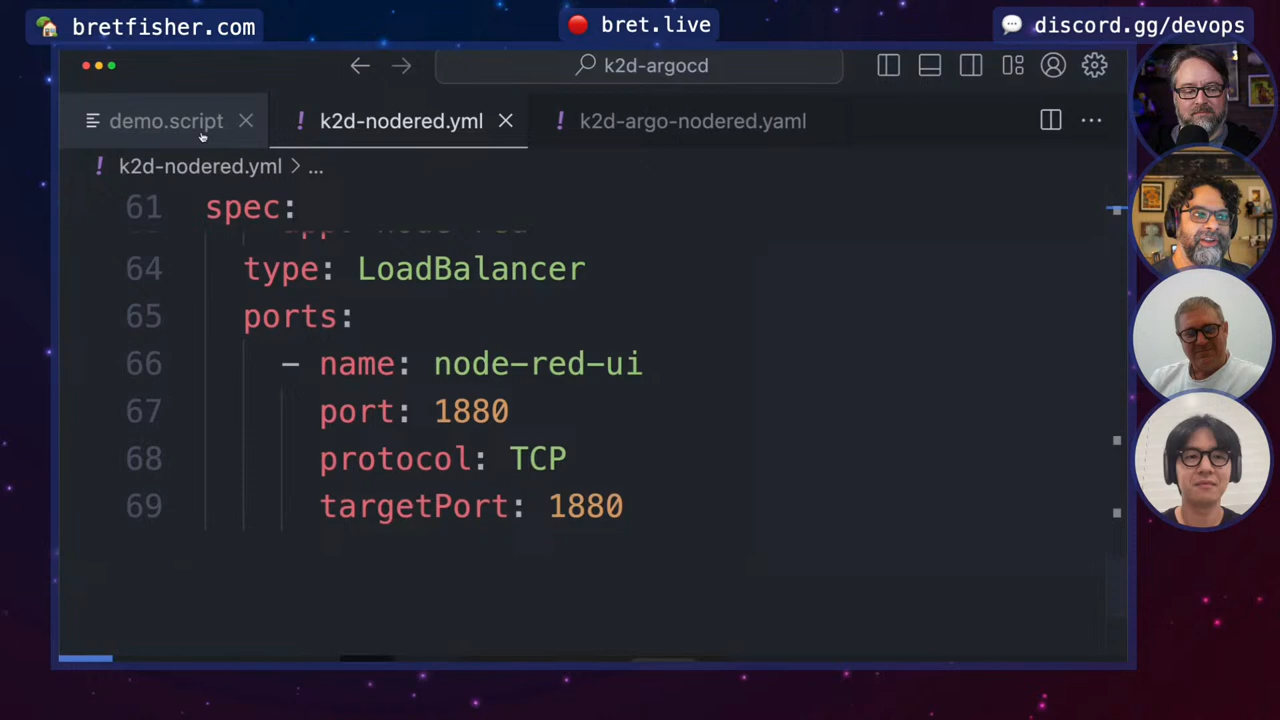 bretfisher.com
bret.live
discord.gg/devops
k2d-argocd
demo.script
! k2d-nodered.yml
! k2d-argo-nodered.yaml
! k2d-nodered.yml > ...
61 spec:
64 type: LoadBalancer
65 ports:
66 - name: node-red-ui
67 port: 1880
68 protocol: TCP
69 targetPort: 1880